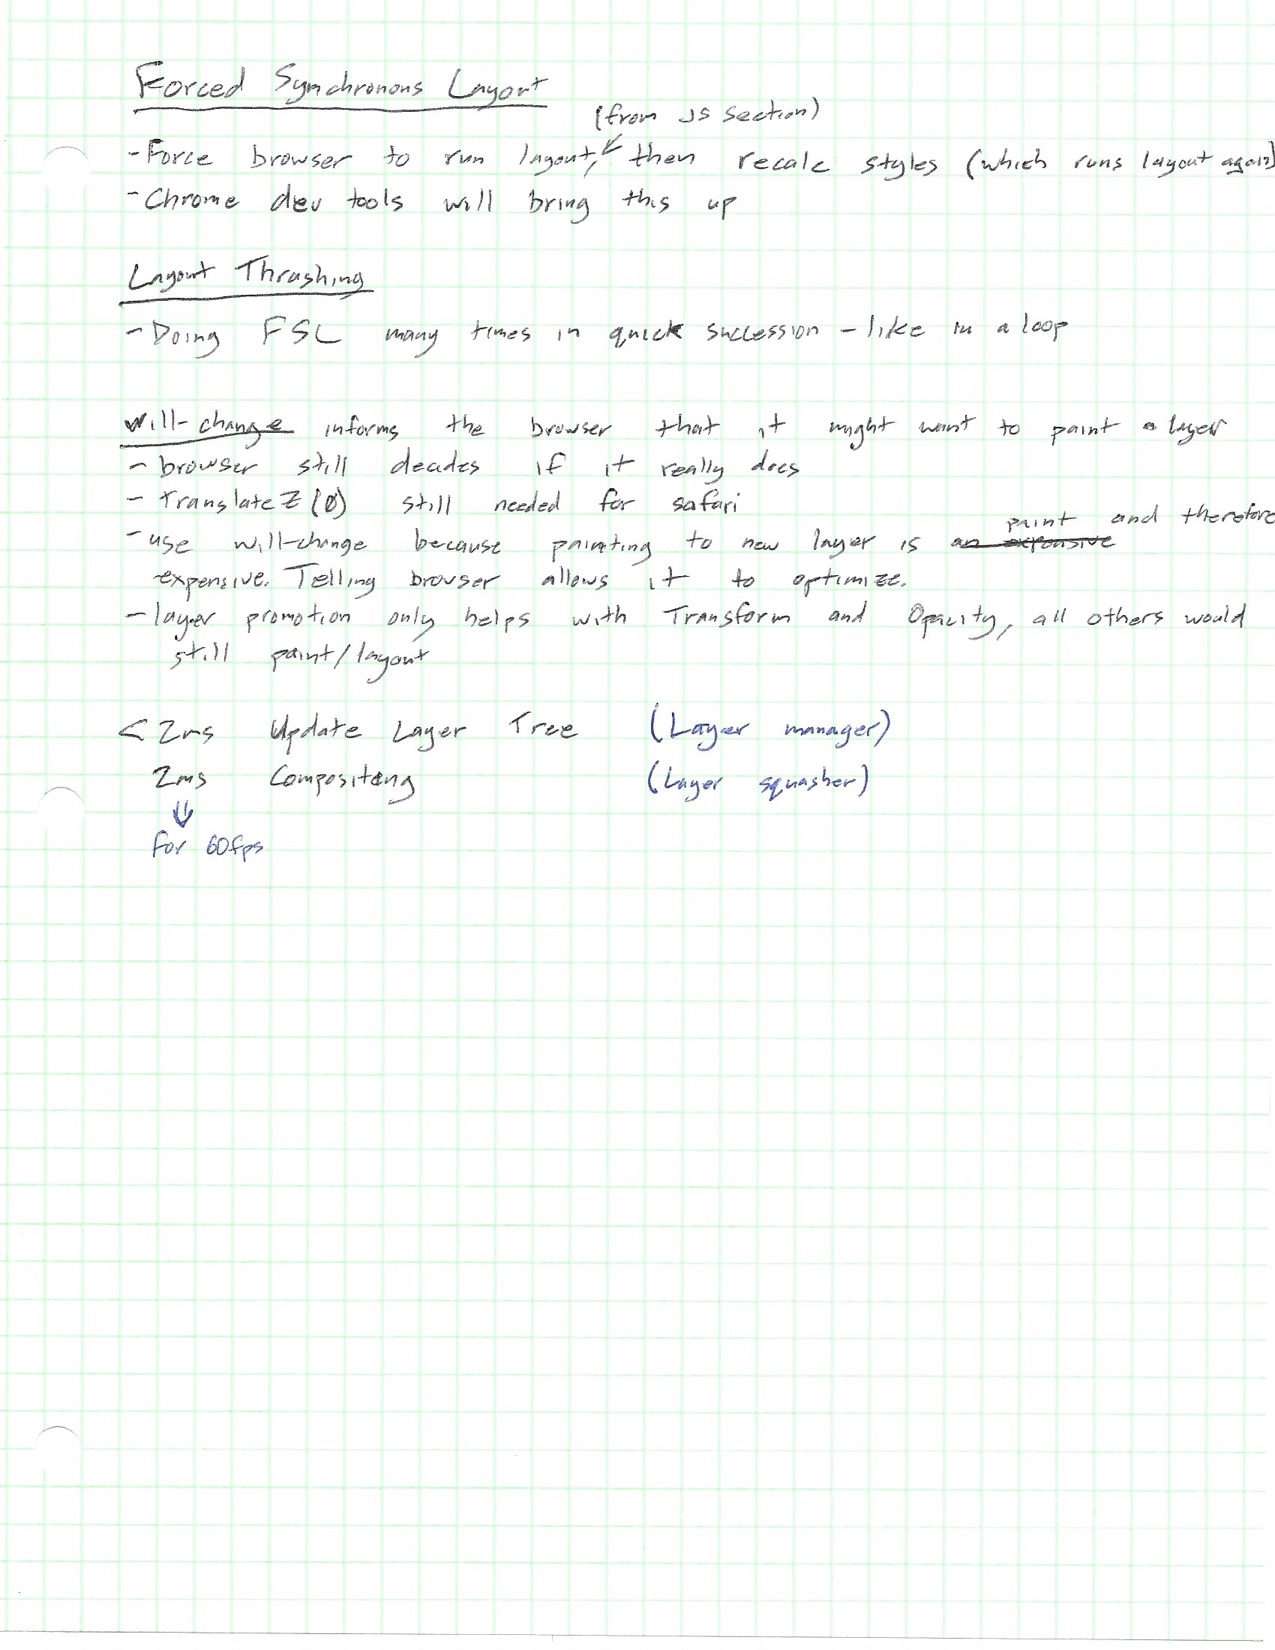 Forced Synchronous Layout
(from JS section)
- Force browser to run layout, then recalc styles (which runs layout again)
- Chrome dev tools will bring this up
Layout Thrashing
- Doing FSL many times in quick succession - like in a loop
will-change informs the browser that it might want to paint a layer
- browser still decides if it really does
- translateZ(0) still needed for safari
paint and therefore
- use will-change because painting to new layer is an expensive
expensive. Telling browser allows it to optimize.
- layer promotion only helps with Transform and Opacity, all others would
still paint/layout
< 2ms Update Layer Tree (Layer manager)
2ms Compositing (Layer squasher)
⇓
for 60fps